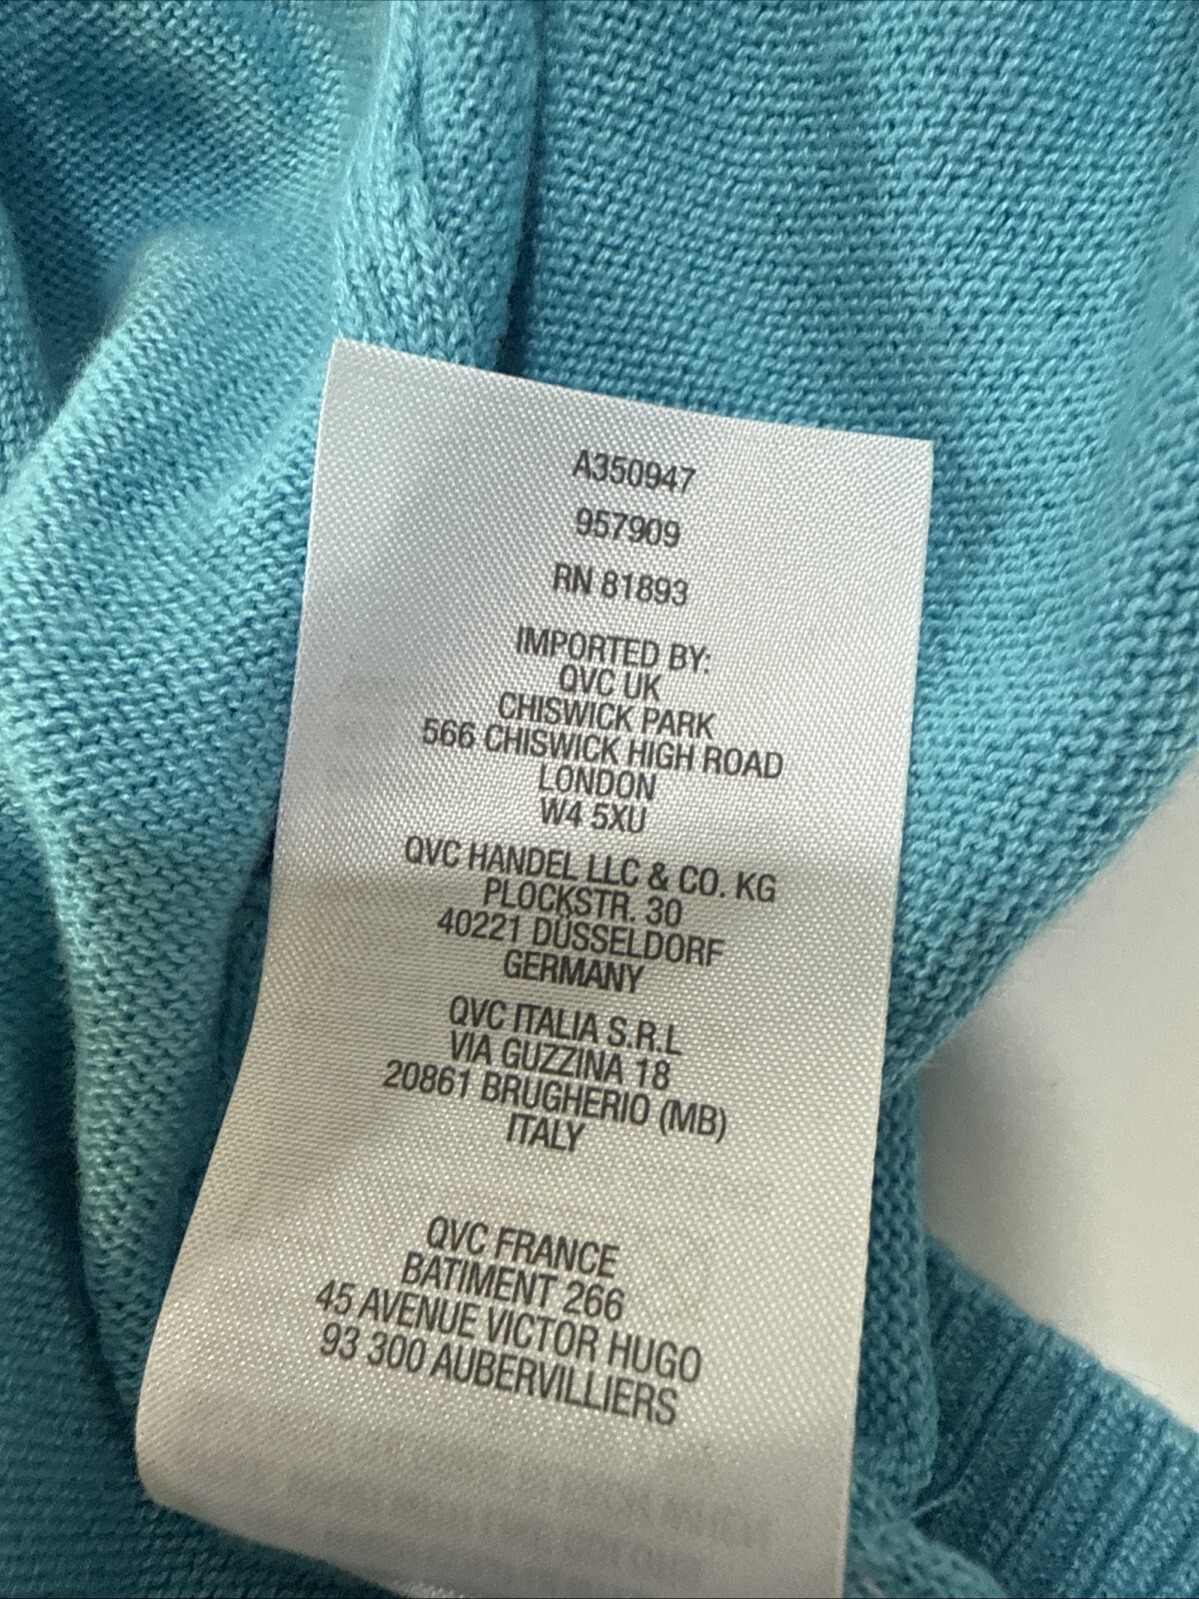 A350947
957909
RN 81893
IMPORTED BY:
QVC UK
CHISWICK PARK
566 CHISWICK HIGH ROAD
LONDON
W4 5XU
QVC HANDEL LLC & CO. KG
PLOCKSTR. 30
40221 DÜSSELDORF
GERMANY
QVC ITALIA S.R.L
VIA GUZZINA 18
20861 BRUGHERIO (MB)
ITALY
QVC FRANCE
BATIMENT 266
45 AVENUE VICTOR HUGO
93 300 AUBERVILLIERS